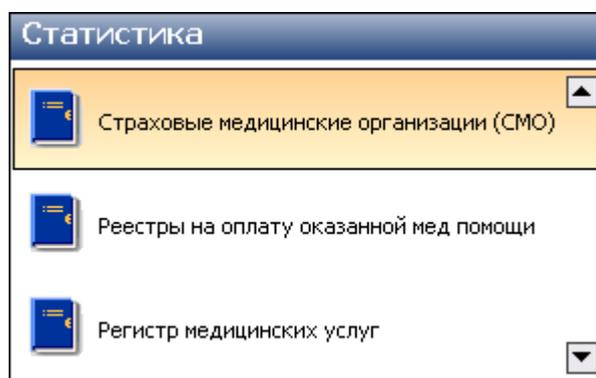 Статистика
Страховые медицинские организации (СМО)
Реестры на оплату оказанной мед помощи
Регистр медицинских услуг